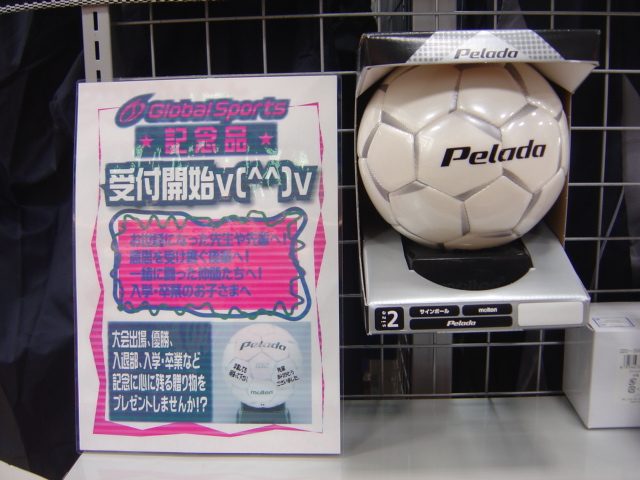 Global Sports
★記念品★
受付開始v(^^)v
お世話になった先生や先輩へ!
意志を受け継ぐ後輩へ!
一緒に闘った仲間たちへ!
入学・卒業のお子さまへ
大会出場、優勝、
入退部、入学・卒業など
記念に心に残る贈り物を
プレゼントしませんか!?
Pelada
molten
Pelada
Pelada
size 2
サインボール
molten
Pelada